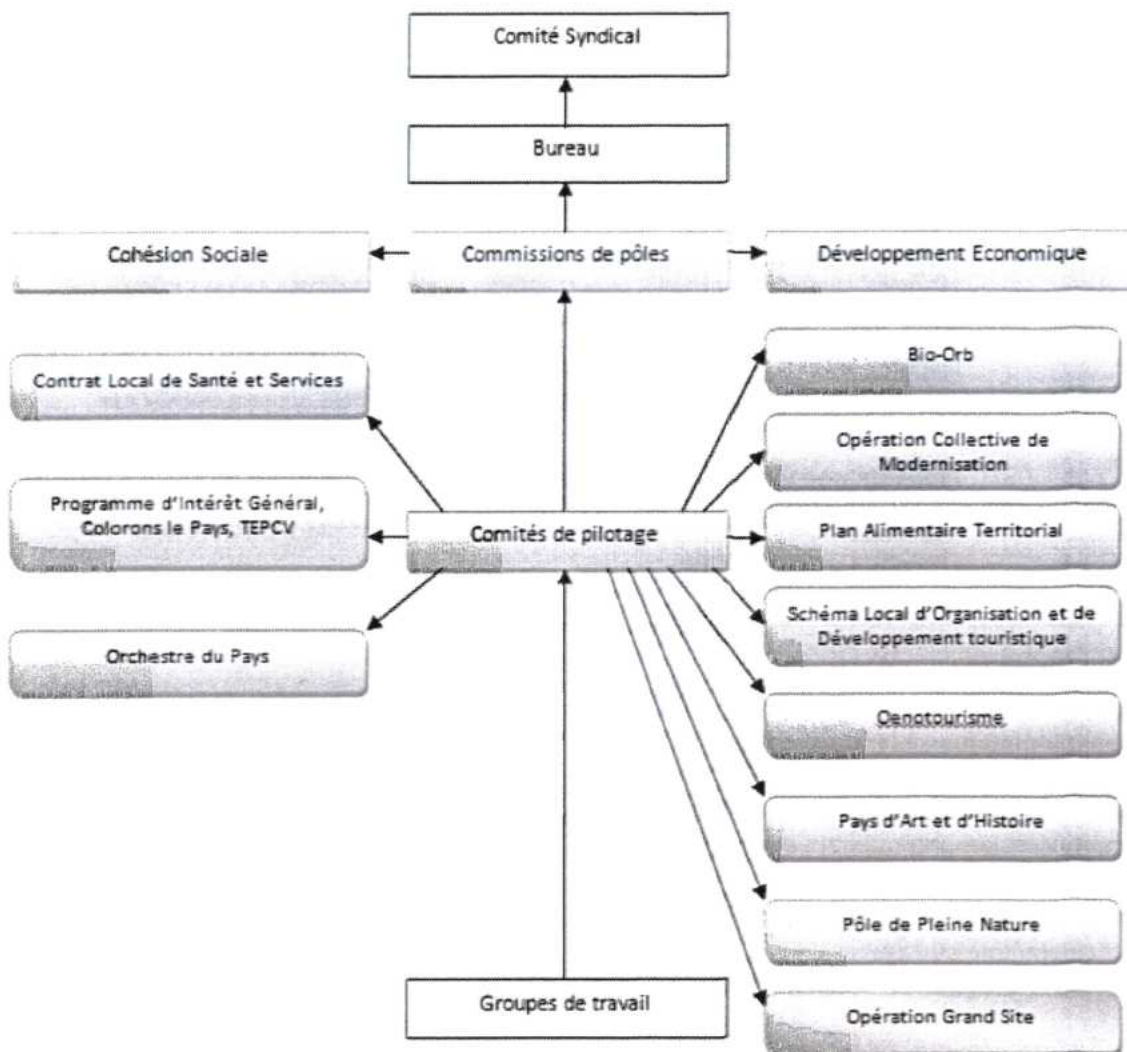 Comité Syndical
Bureau
Cohésion Sociale
Commissions de pôles
Développement Economique
Contrat Local de Santé et Services
Programme d'Intérêt Général,
Colorons le Pays, TEPCV
Orchestre du Pays
Comités de pilotage
Bio-Orb
Opération Collective de
Modernisation
Plan Alimentaire Territorial
Schéma Local d'Organisation et de
Développement touristique
Oenotourisme
Pays d'Art et d'Histoire
Pôle de Pleine Nature
Opération Grand Site
Groupes de travail